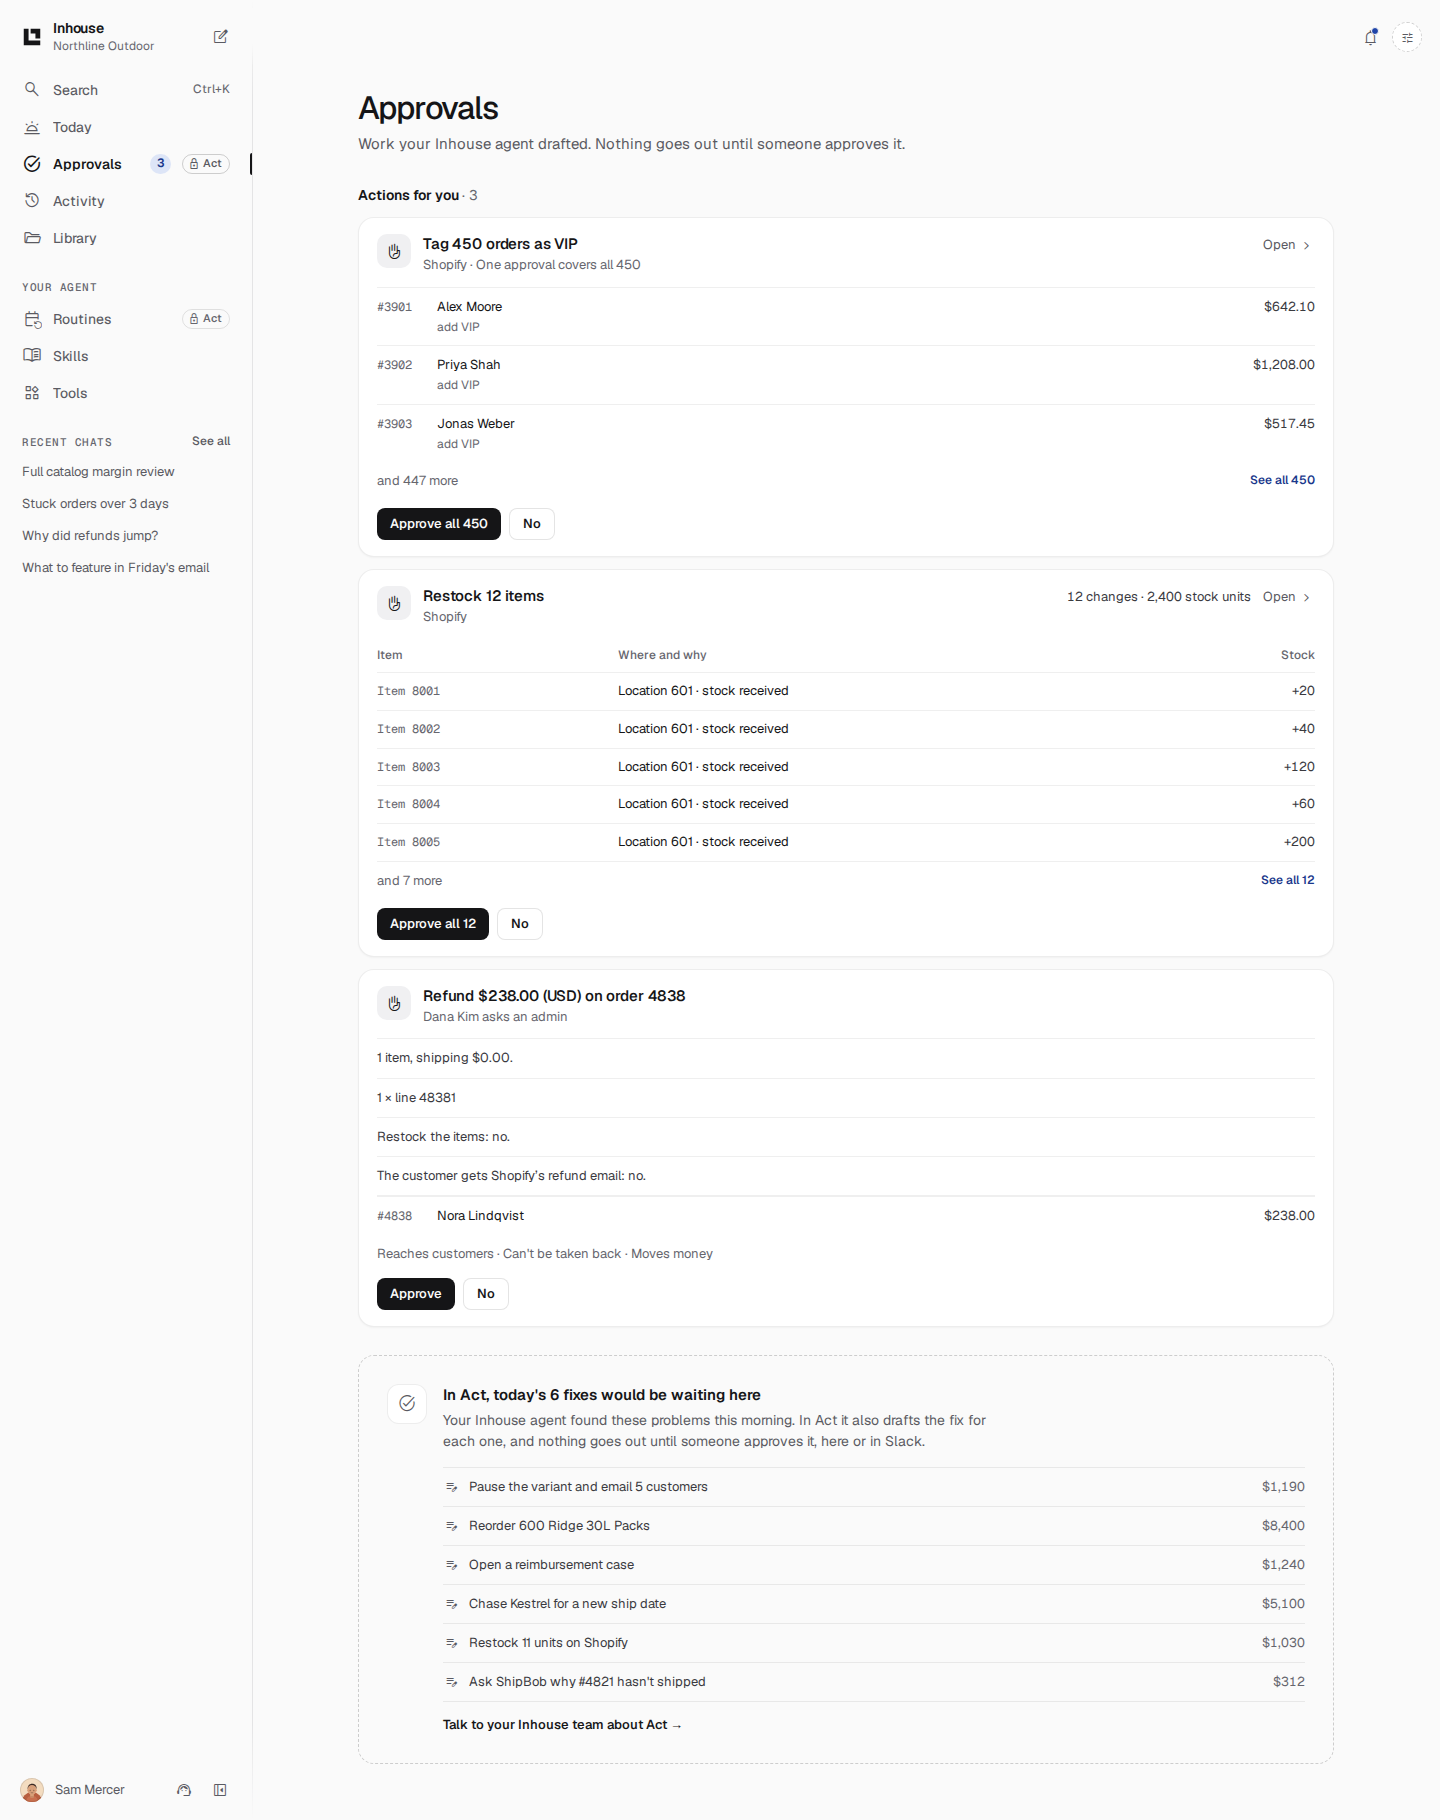 Inhouse
Northline Outdoor
Search Ctrl+K
Today
Approvals 3 Act
Activity
Library
YOUR AGENT
Routines Act
Skills
Tools
RECENT CHATS See all
Full catalog margin review
Stuck orders over 3 days
Why did refunds jump?
What to feature in Friday's email
Sam Mercer
Approvals
Work your Inhouse agent drafted. Nothing goes out until someone approves it.
Actions for you · 3
Tag 450 orders as VIP Open
Shopify · One approval covers all 450
#3901 Alex Moore $642.10
add VIP
#3902 Priya Shah $1,208.00
add VIP
#3903 Jonas Weber $517.45
add VIP
and 447 more See all 450
Approve all 450 No
Restock 12 items 12 changes · 2,400 stock units Open
Shopify
Item Where and why Stock
Item 8001 Location 601 · stock received +20
Item 8002 Location 601 · stock received +40
Item 8003 Location 601 · stock received +120
Item 8004 Location 601 · stock received +60
Item 8005 Location 601 · stock received +200
and 7 more See all 12
Approve all 12 No
Refund $238.00 (USD) on order 4838
Dana Kim asks an admin
1 item, shipping $0.00.
1 × line 48381
Restock the items: no.
The customer gets Shopify's refund email: no.
#4838 Nora Lindqvist $238.00
Reaches customers · Can't be taken back · Moves money
Approve No
In Act, today's 6 fixes would be waiting here
Your Inhouse agent found these problems this morning. In Act it also drafts the fix for
each one, and nothing goes out until someone approves it, here or in Slack.
Pause the variant and email 5 customers $1,190
Reorder 600 Ridge 30L Packs $8,400
Open a reimbursement case $1,240
Chase Kestrel for a new ship date $5,100
Restock 11 units on Shopify $1,030
Ask ShipBob why #4821 hasn't shipped $312
Talk to your Inhouse team about Act →